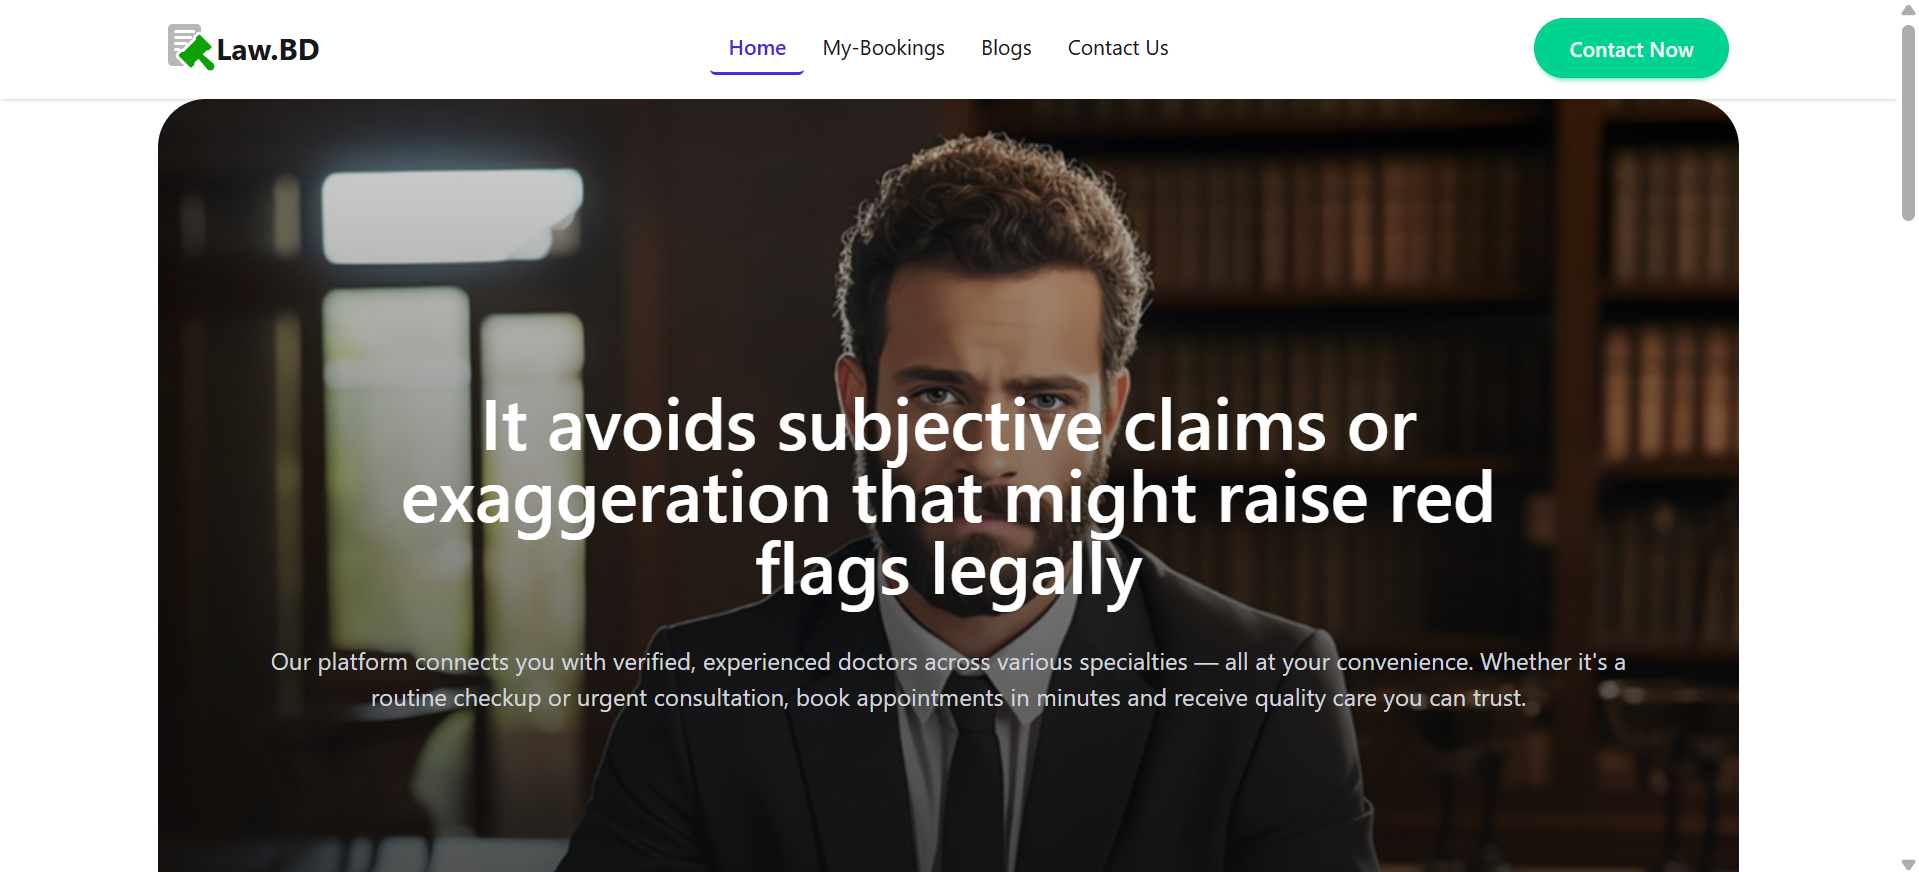 Law.BD
Home
My-Bookings
Blogs
Contact Us
Contact Now
It avoids subjective claims or
exaggeration that might raise red
flags legally
Our platform connects you with verified, experienced doctors across various specialties — all at your convenience. Whether it's a
routine checkup or urgent consultation, book appointments in minutes and receive quality care you can trust.